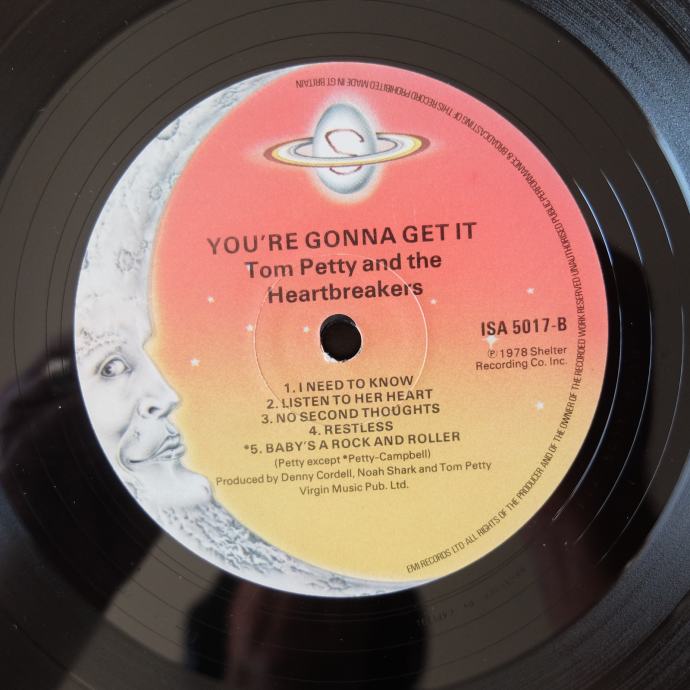 YOU'RE GONNA GET IT
Tom Petty and the
Heartbreakers
ISA 5017-B
℗ 1978 Shelter
Recording Co. Inc.
1. I NEED TO KNOW
2. LISTEN TO HER HEART
3. NO SECOND THOUGHTS
4. RESTLESS
*5. BABY'S A ROCK AND ROLLER
(Petty except *Petty-Campbell)
Produced by Denny Cordell, Noah Shark and Tom Petty
Virgin Music Pub. Ltd.
EMI RECORDS LTD ALL RIGHTS OF THE PRODUCER AND OF THE OWNER OF THE RECORDED WORK RESERVED UNAUTHORISED PUBLIC PERFORMANCE & BROADCASTING OF THIS RECORD PROHIBITED MADE IN GT BRITAIN